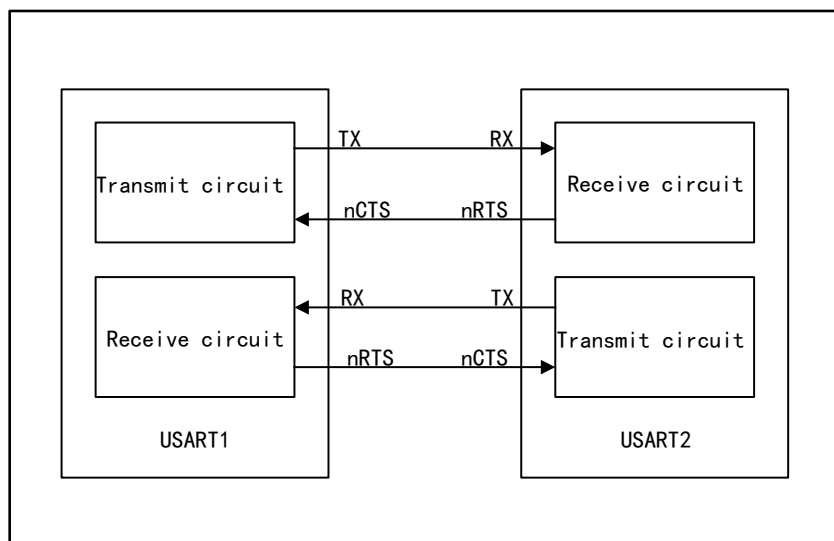 TX RX
Transmit circuit Receive circuit
nCTS nRTS
RX TX
Receive circuit Transmit circuit
nRTS nCTS
USART1 USART2